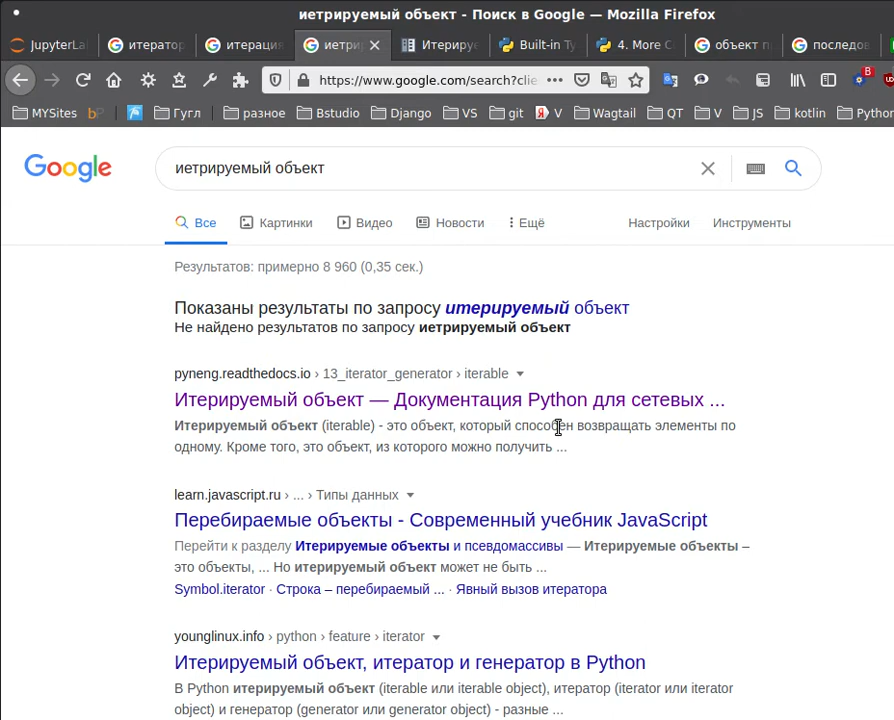 иетрируемый объект - Поиск в Google — Mozilla Firefox
JupyterLa итератор итерация иетри Итериру Built-in Ty 4. More C объект п послед
https://www.google.com/search?clie
B
MYSites bP Гугл разное Bstudio Django VS git Я V Wagtail QT V JS kotlin Python
Google иетрируемый объект
Все Картинки Видео Новости Ещё Настройки Инструменты
Результатов: примерно 8 960 (0,35 сек.)
Показаны результаты по запросу итерируемый объект
Не найдено результатов по запросу иетрируемый объект
pyneng.readthedocs.io › 13_iterator_generator › iterable
Итерируемый объект — Документация Python для сетевых ...
Итерируемый объект (iterable) - это объект, который способен возвращать элементы по
одному. Кроме того, это объект, из которого можно получить ...
learn.javascript.ru › ... › Типы данных
Перебираемые объекты - Современный учебник JavaScript
Перейти к разделу Итерируемые объекты и псевдомассивы — Итерируемые объекты –
это объекты, ... Но итерируемый объект может не быть ...
Symbol.iterator · Строка – перебираемый ... · Явный вызов итератора
younglinux.info › python › feature › iterator
Итерируемый объект, итератор и генератор в Python
В Python итерируемый объект (iterable или iterable object), итератор (iterator или iterator
object) и генератор (generator или generator object) - разные ...